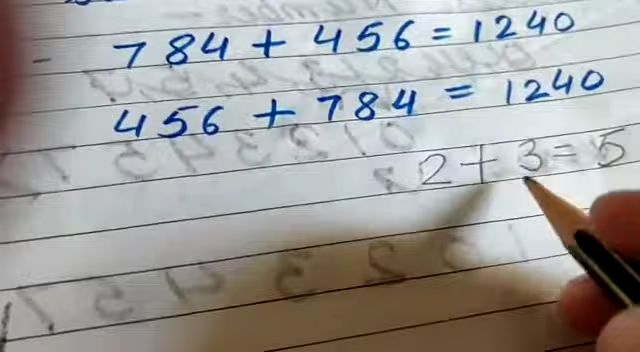 784 + 456 = 1240
456 + 784 = 1240
2 + 3 = 5